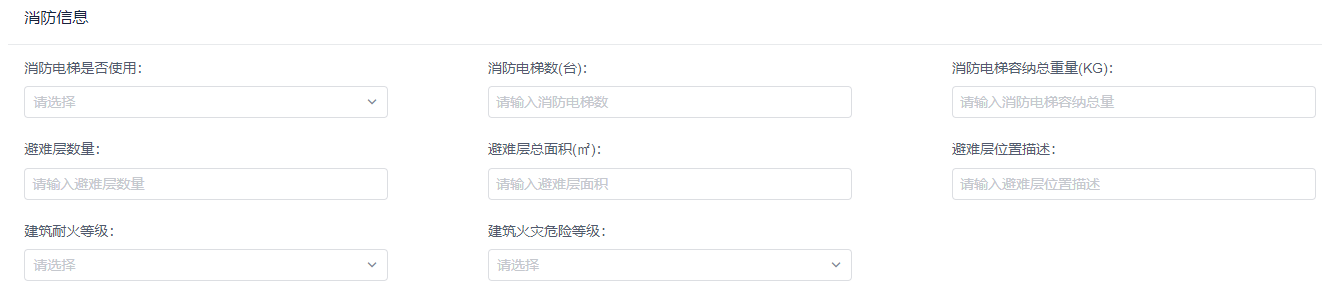 消防信息
消防电梯是否使用:
消防电梯数(台):
消防电梯容纳总重量(KG):
请选择
请输入消防电梯数
请输入消防电梯容纳总量
避难层数量:
避难层总面积(㎡):
避难层位置描述:
请输入避难层数量
请输入避难层面积
请输入避难层位置描述
建筑耐火等级:
建筑火灾危险等级:
请选择
请选择